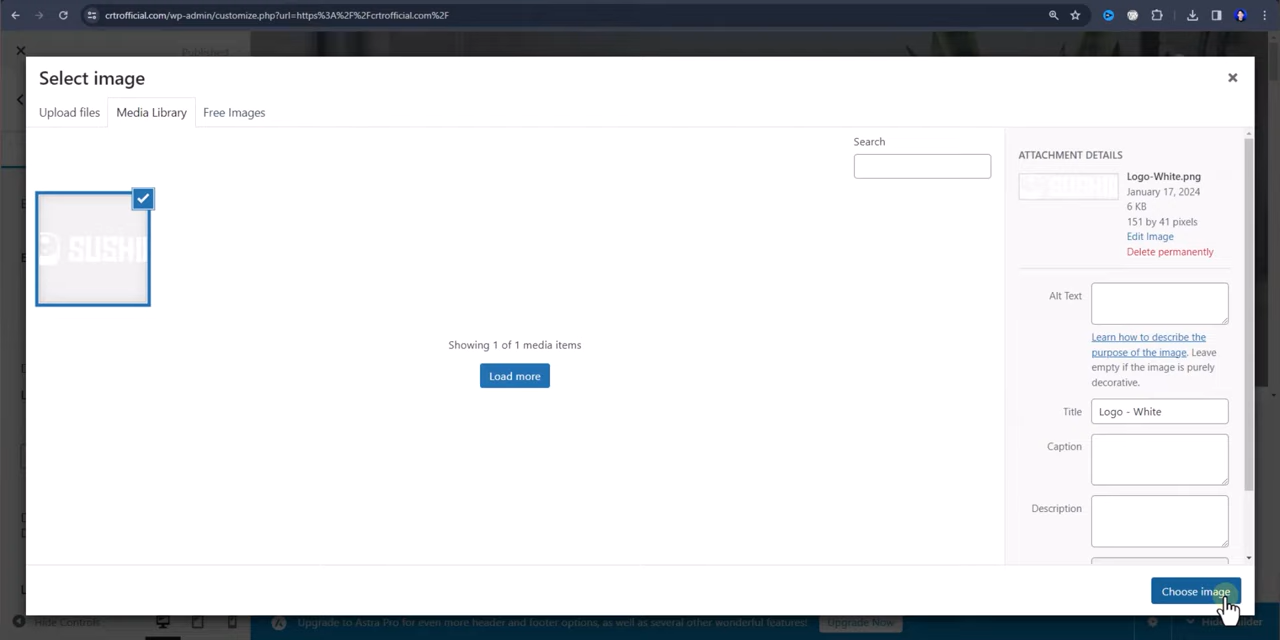 crtrofficial.com/wp-admin/customize.php?url=https%3A%2F%2Fcrtrofficial.com%2F
Published
Select image
Upload files
Media Library
Free Images
Search
SUSHI
Showing 1 of 1 media items
Load more
ATTACHMENT DETAILS
Logo-White.png
January 17, 2024
6 KB
151 by 41 pixels
Edit Image
Delete permanently
Alt Text
Learn how to describe the
purpose of the image. Leave
empty if the image is purely
decorative.
Title
Logo - White
Caption
Description
Choose image
Hide Controls
Upgrade to Astra Pro for even more header and footer options, as well as several other wonderful features!
Upgrade Now